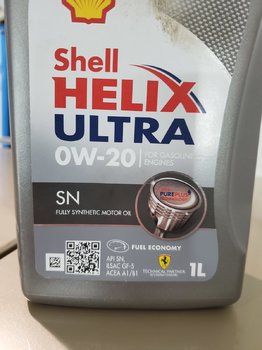 Shell
HELIX
ULTRA
0W-20
FOR GASOLINE
ENGINES
PUREPLUS
SN
FULLY SYNTHETIC MOTOR OIL
FUEL ECONOMY
API SN,
ILSAC GF-5
ACEA A1/B1
TECHNICAL PARTNER
1L